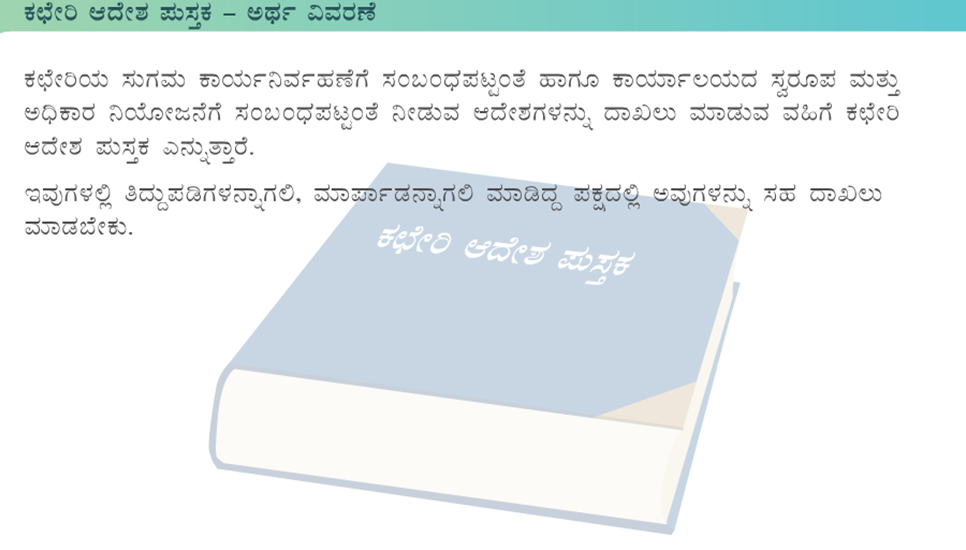 ಕಛೇರಿ ಆದೇಶ ಪುಸ್ತಕ – ಅರ್ಥ ವಿವರಣೆ
ಕಛೇರಿಯ ಸುಗಮ ಕಾರ್ಯನಿರ್ವಹಣೆಗೆ ಸಂಬಂಧಪಟ್ಟಂತೆ ಹಾಗೂ ಕಾರ್ಯಾಲಯದ ಸ್ವರೂಪ ಮತ್ತು
ಅಧಿಕಾರ ನಿಯೋಜನೆಗೆ ಸಂಬಂಧಪಟ್ಟಂತೆ ನೀಡುವ ಆದೇಶಗಳನ್ನು ದಾಖಲು ಮಾಡುವ ವಹಿಗೆ ಕಛೇರಿ
ಆದೇಶ ಪುಸ್ತಕ ಎನ್ನುತ್ತಾರೆ.
ಇವುಗಳಲ್ಲಿ ತಿದ್ದುಪಡಿಗಳನ್ನಾಗಲಿ, ಮಾರ್ಪಾಡನ್ನಾಗಲಿ ಮಾಡಿದ್ದ ಪಕ್ಷದಲ್ಲಿ ಅವುಗಳನ್ನು ಸಹ ದಾಖಲು
ಮಾಡಬೇಕು.
ಕಛೇರಿ ಆದೇಶ ಪುಸ್ತಕ